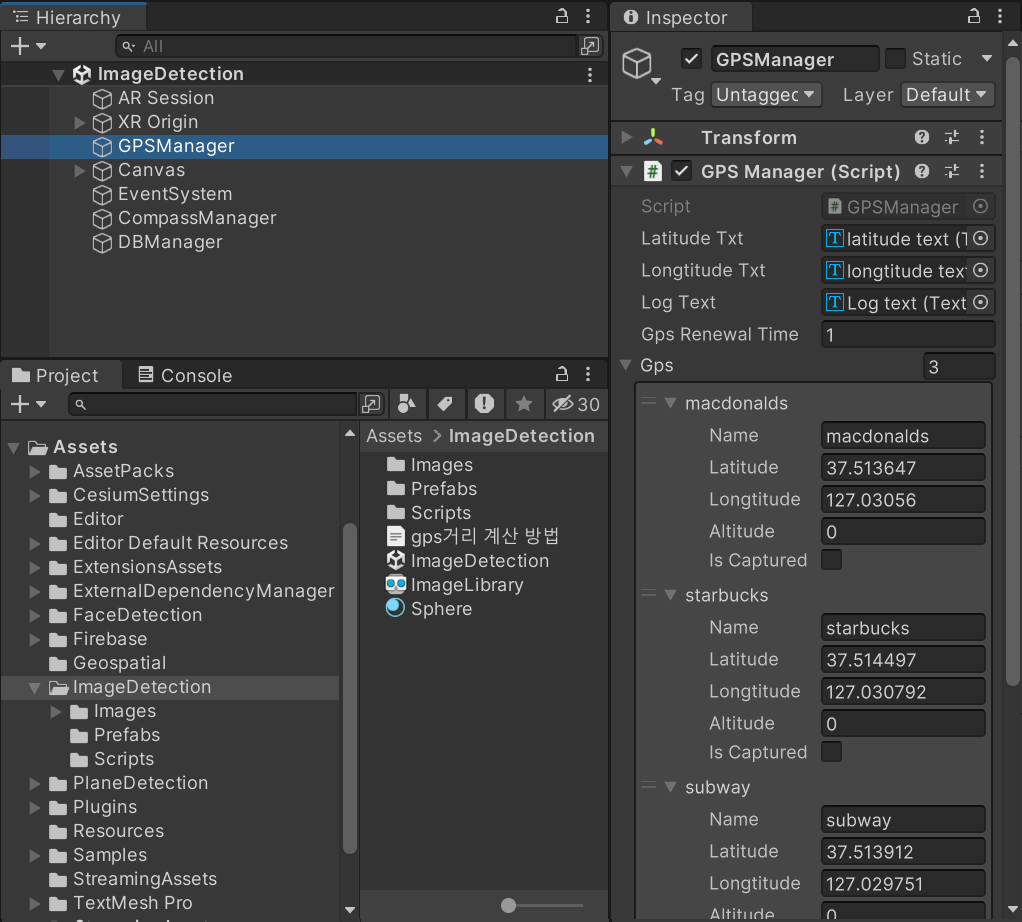 Hierarchy
All
ImageDetection
AR Session
XR Origin
GPSManager
Canvas
EventSystem
CompassManager
DBManager
Project
Console
30
Assets
AssetPacks
CesiumSettings
Editor
Editor Default Resources
ExtensionsAssets
ExternalDependencyManager
FaceDetection
Firebase
Geospatial
ImageDetection
Images
Prefabs
Scripts
PlaneDetection
Plugins
Resources
Samples
StreamingAssets
TextMesh Pro
Assets > ImageDetection
Images
Prefabs
Scripts
gps거리 계산 방법
ImageDetection
ImageLibrary
Sphere
Inspector
GPSManager
Static
Tag Untagged Layer Default
Transform
# GPS Manager (Script)
Script # GPSManager
Latitude Txt latitude text (T
Longtitude Txt longtitude tex
Log Text Log text (Text
Gps Renewal Time 1
Gps 3
macdonalds
Name macdonalds
Latitude 37.513647
Longtitude 127.03056
Altitude 0
Is Captured
starbucks
Name starbucks
Latitude 37.514497
Longtitude 127.030792
Altitude 0
Is Captured
subway
Name subway
Latitude 37.513912
Longtitude 127.029751
Altitude 0